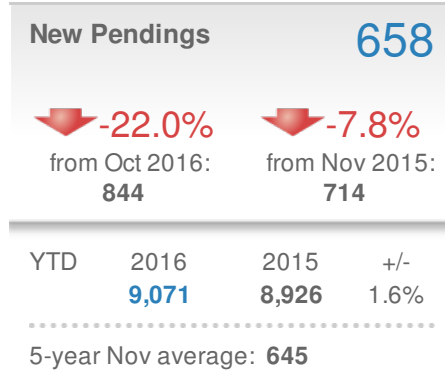 New Pendings 658
-22.0% -7.8%
from Oct 2016: from Nov 2015:
844 714
YTD 2016 2015 +/-
9,071 8,926 1.6%
5-year Nov average: 645